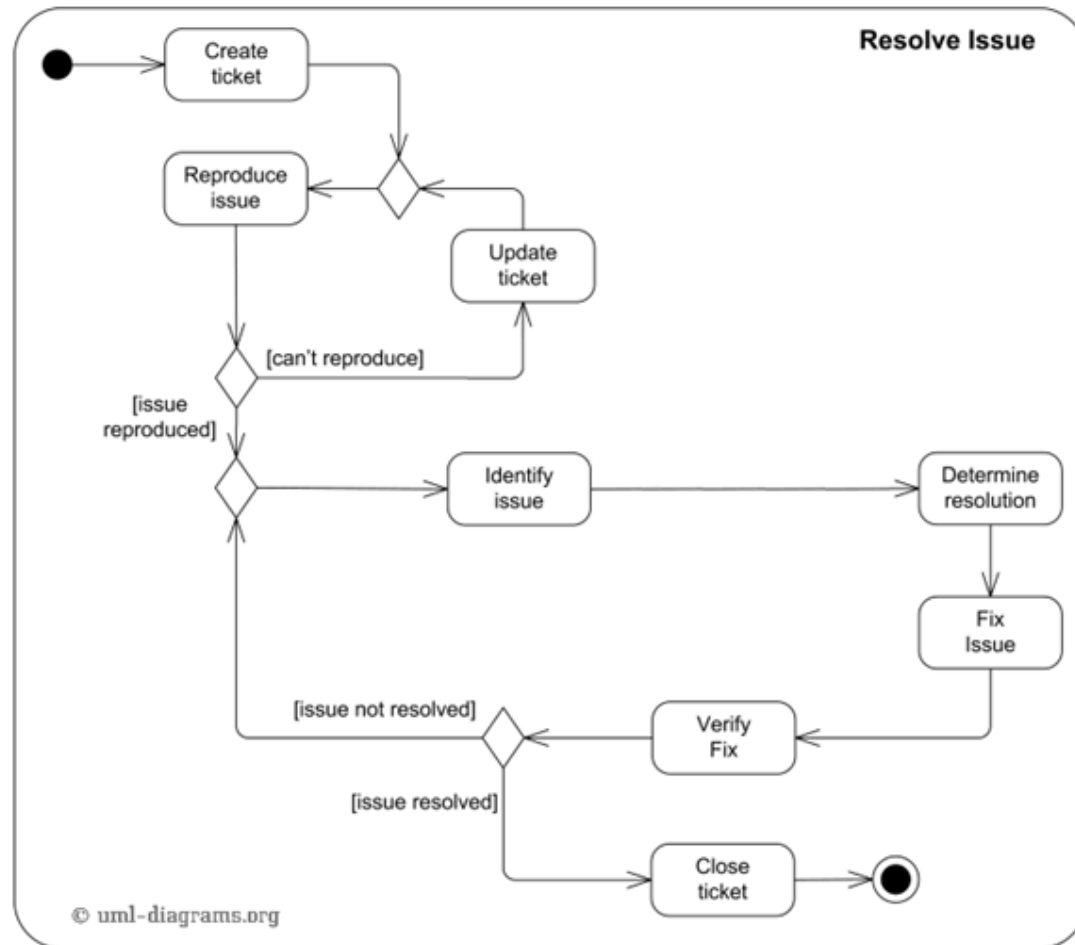 Resolve Issue
Create
ticket
Reproduce
issue
Update
ticket
[can't reproduce]
[issue
reproduced]
Identify
issue
Determine
resolution
Fix
Issue
Verify
Fix
[issue not resolved]
[issue resolved]
Close
ticket
© uml-diagrams.org